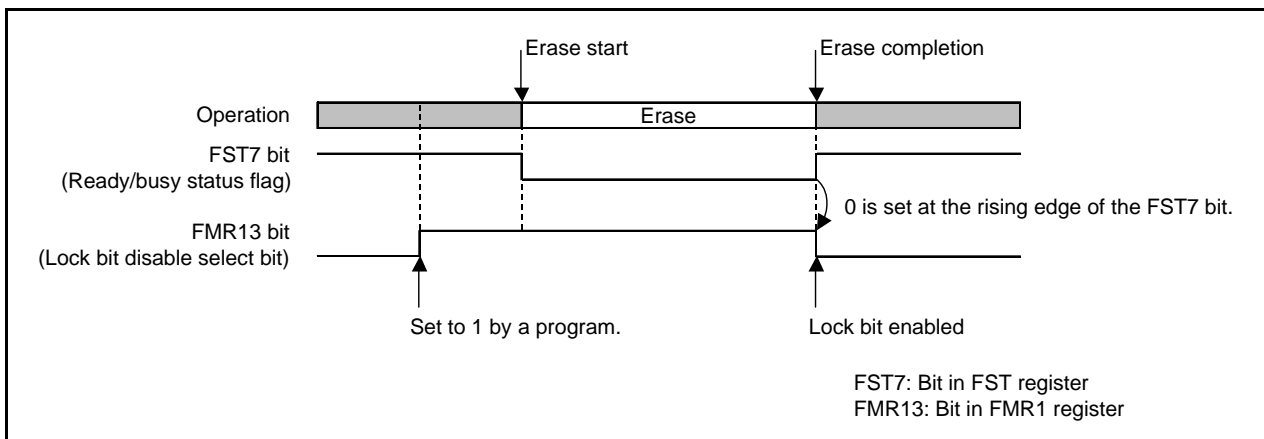 Erase start
Erase completion
Operation
Erase
FST7 bit
(Ready/busy status flag)
0 is set at the rising edge of the FST7 bit.
FMR13 bit
(Lock bit disable select bit)
Set to 1 by a program.
Lock bit enabled
FST7: Bit in FST register
FMR13: Bit in FMR1 register